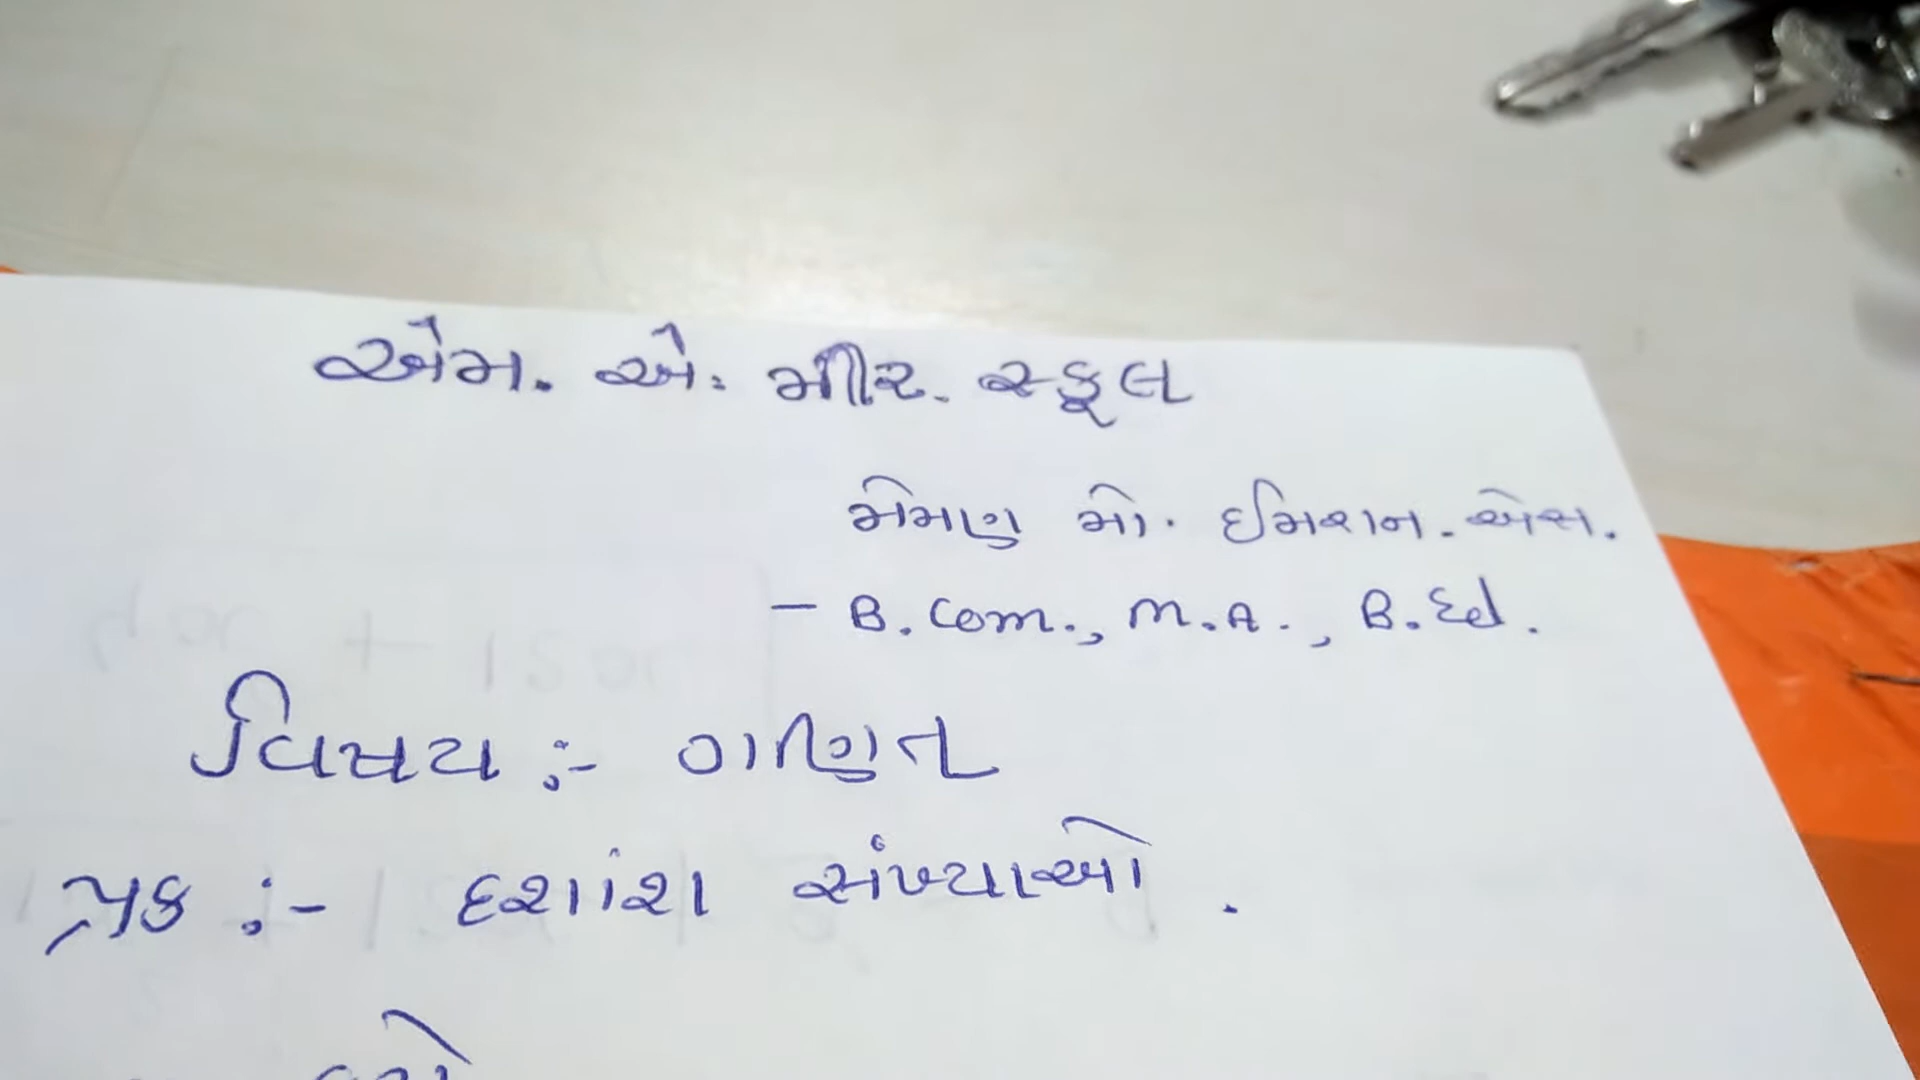 એમ. એ. મીર. સ્કૂલ
મેમણ મો. ઈમરાન. એસ.
- B.Com., M.A., B.Ed.
વિષય :- ગણિત
:- દશાંશ સંખ્યાઓ.